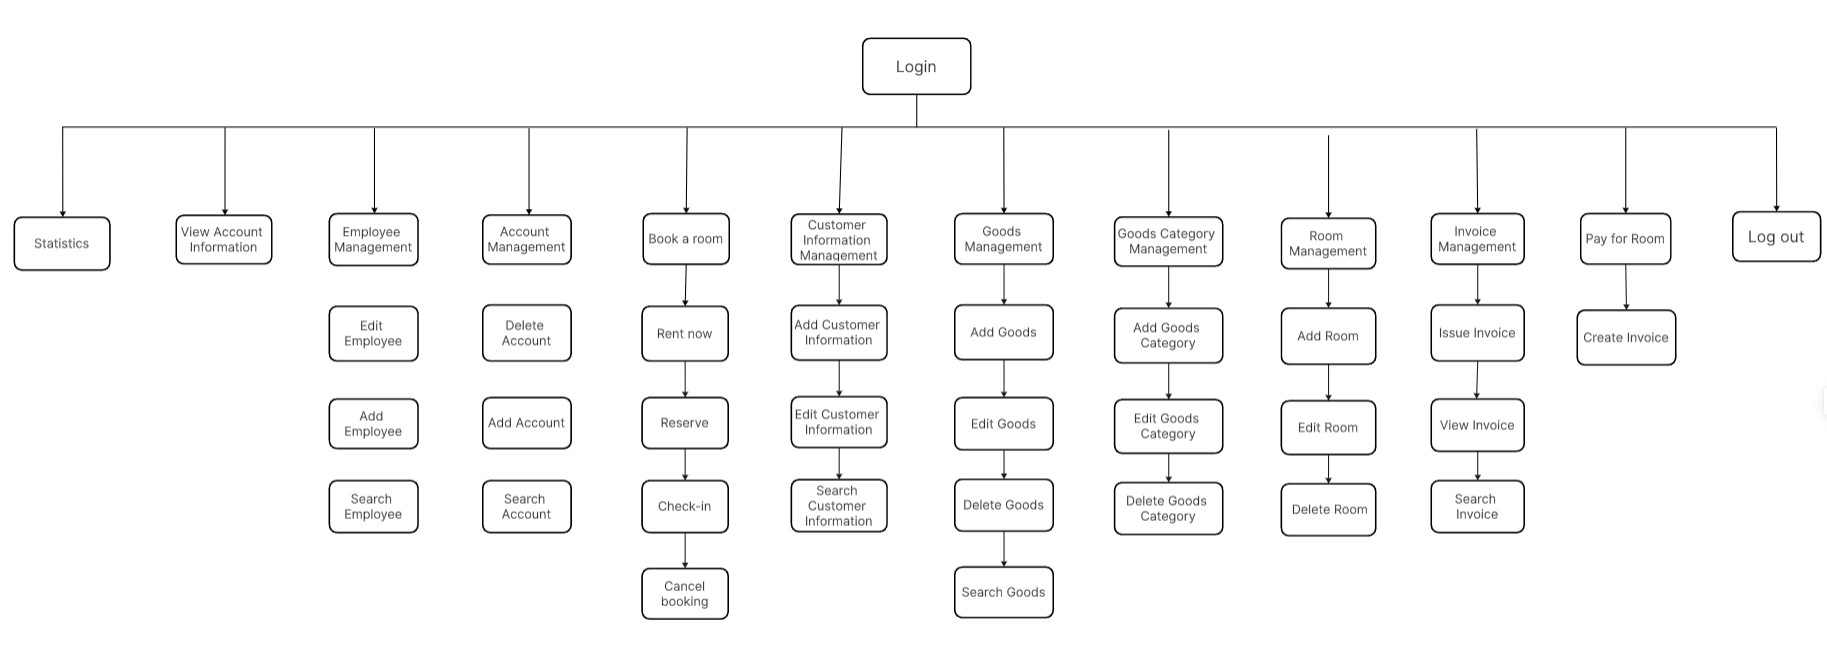 Login
Statistics
View Account
Information
Employee
Management
Account
Management
Book a room
Customer
Information
Management
Goods
Management
Goods Category
Management
Room
Management
Invoice
Management
Pay for Room
Log out
Edit
Employee
Delete
Account
Rent now
Add Customer
Information
Add Goods
Add Goods
Category
Add Room
Issue Invoice
Create Invoice
Add
Employee
Add Account
Reserve
Edit Customer
Information
Edit Goods
Edit Goods
Category
Edit Room
View Invoice
Search
Employee
Search
Account
Check-in
Search
Customer
Information
Delete Goods
Delete Goods
Category
Delete Room
Search
Invoice
Cancel
booking
Search Goods